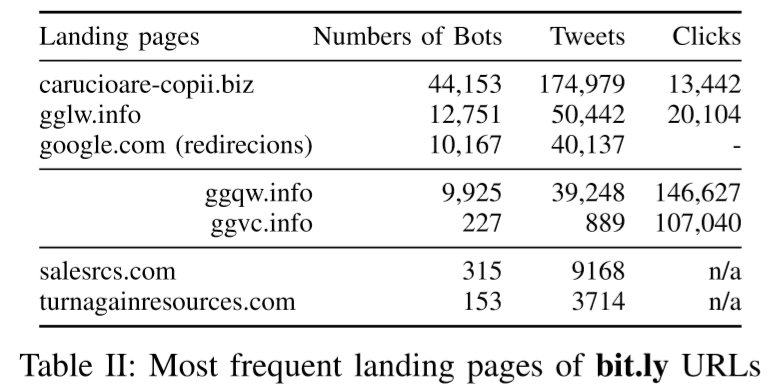 Landing pages Numbers of Bots Tweets Clicks
carucioare-copii.biz 44,153 174,979 13,442
gglw.info 12,751 50,442 20,104
google.com (redirecions) 10,167 40,137 -
ggqw.info 9,925 39,248 146,627
ggvc.info 227 889 107,040
salesrcs.com 315 9168 n/a
turnagainresources.com 153 3714 n/a
Table II: Most frequent landing pages of bit.ly URLs